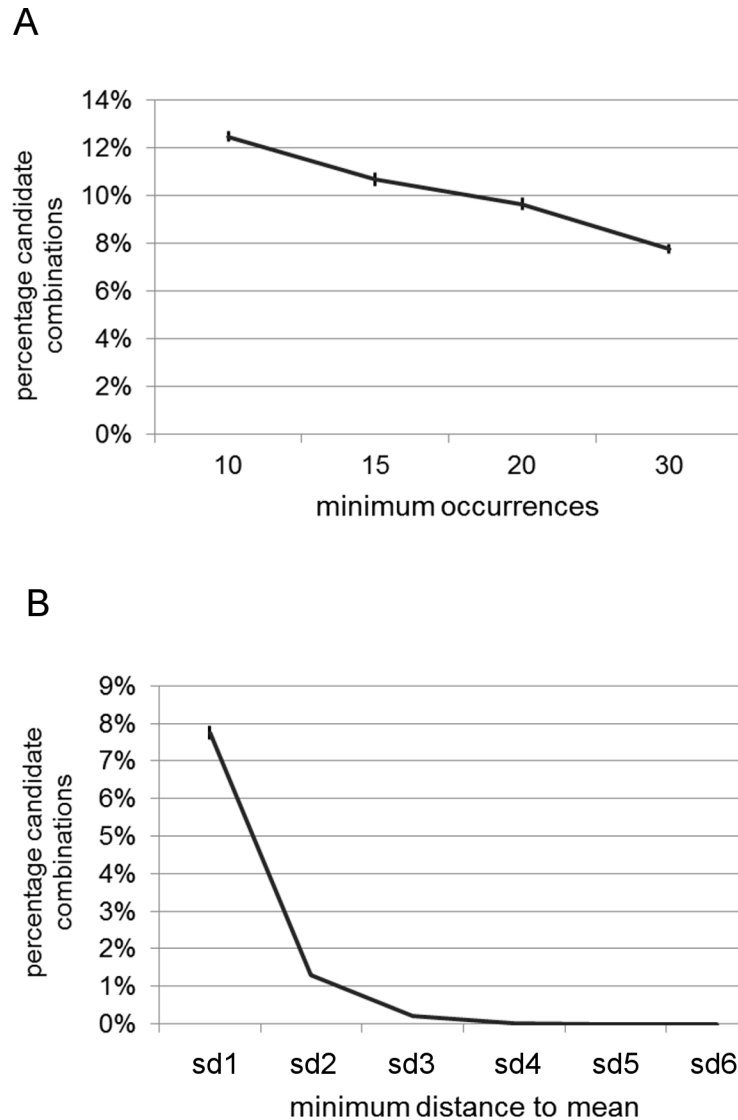 A
percentage candidate
combinations
14%
12%
10%
8%
6%
4%
2%
0%
10 15 20 30
minimum occurrences
B
percentage candidate
combinations
9%
8%
7%
6%
5%
4%
3%
2%
1%
0%
sd1 sd2 sd3 sd4 sd5 sd6
minimum distance to mean